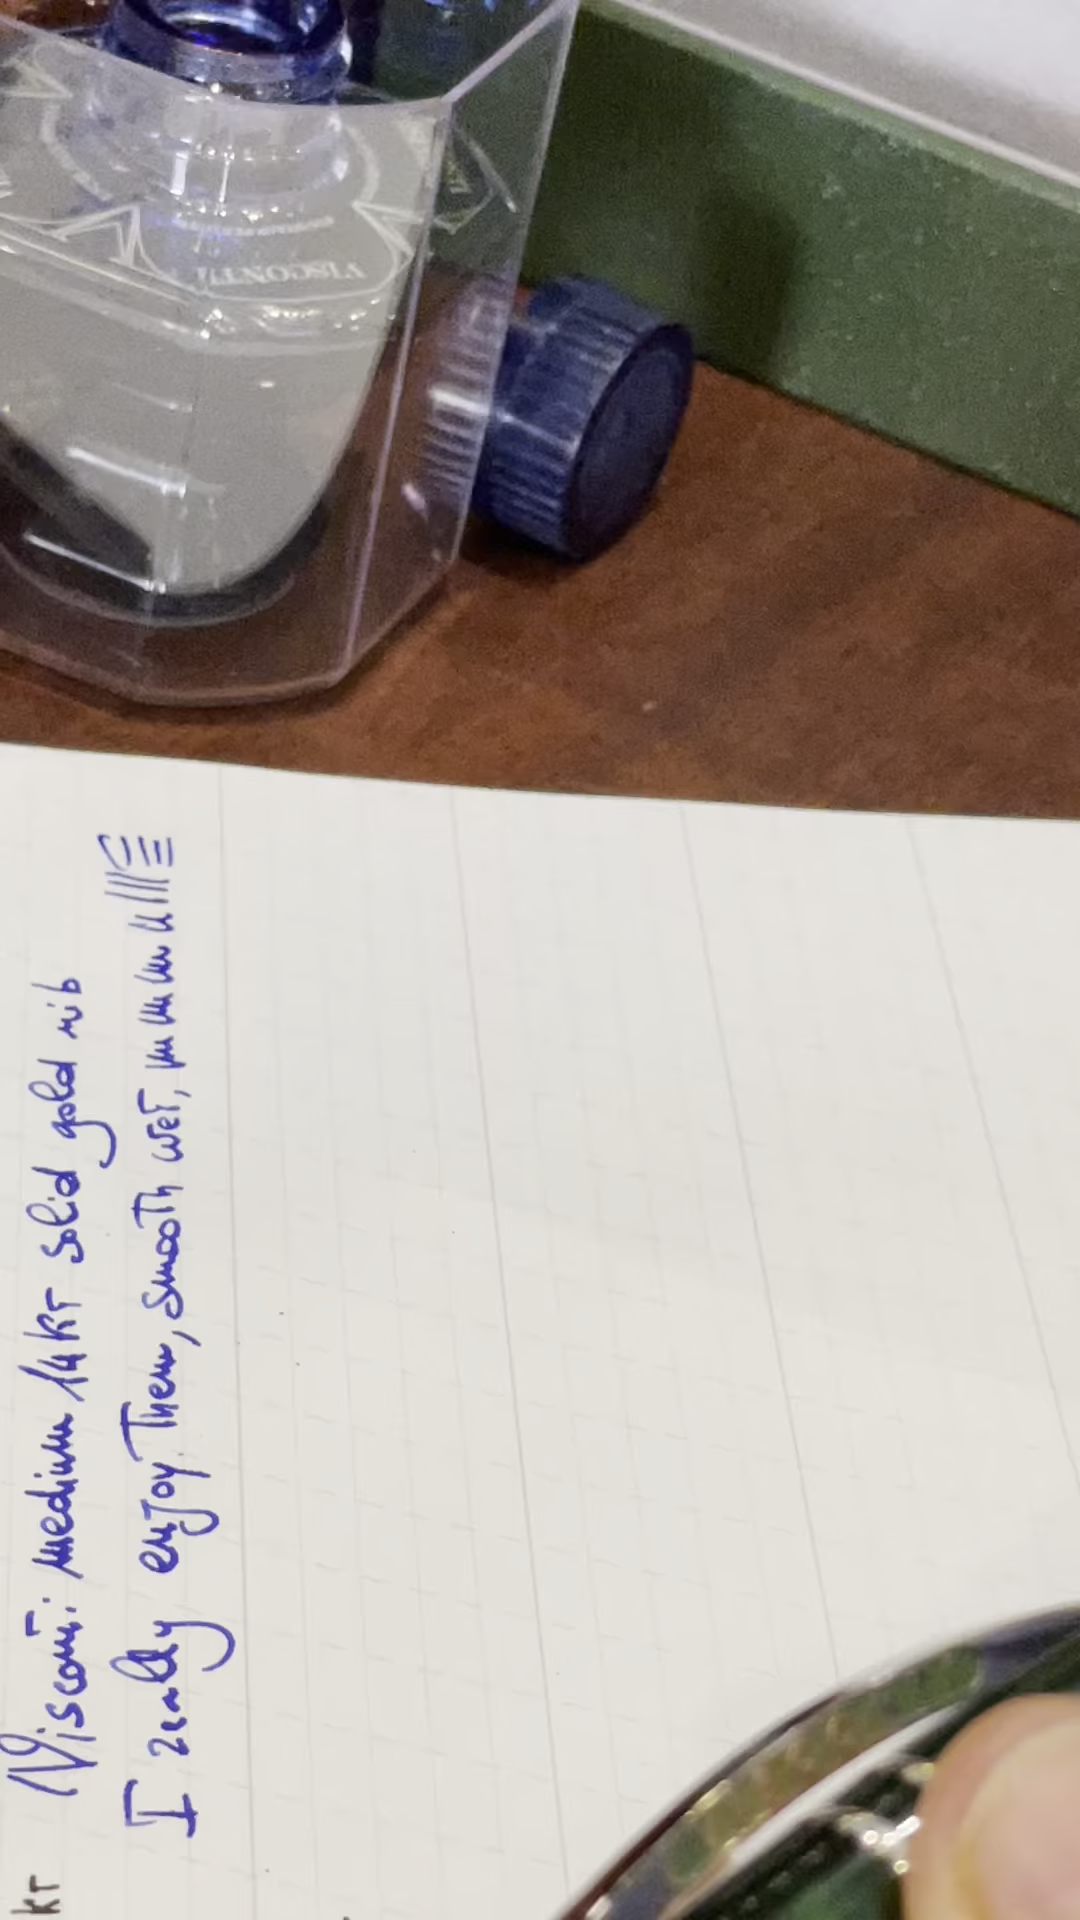 VISCONTI
Visconti: medium 14kt solid gold nib
I really enjoy them, smooth wet,
kt